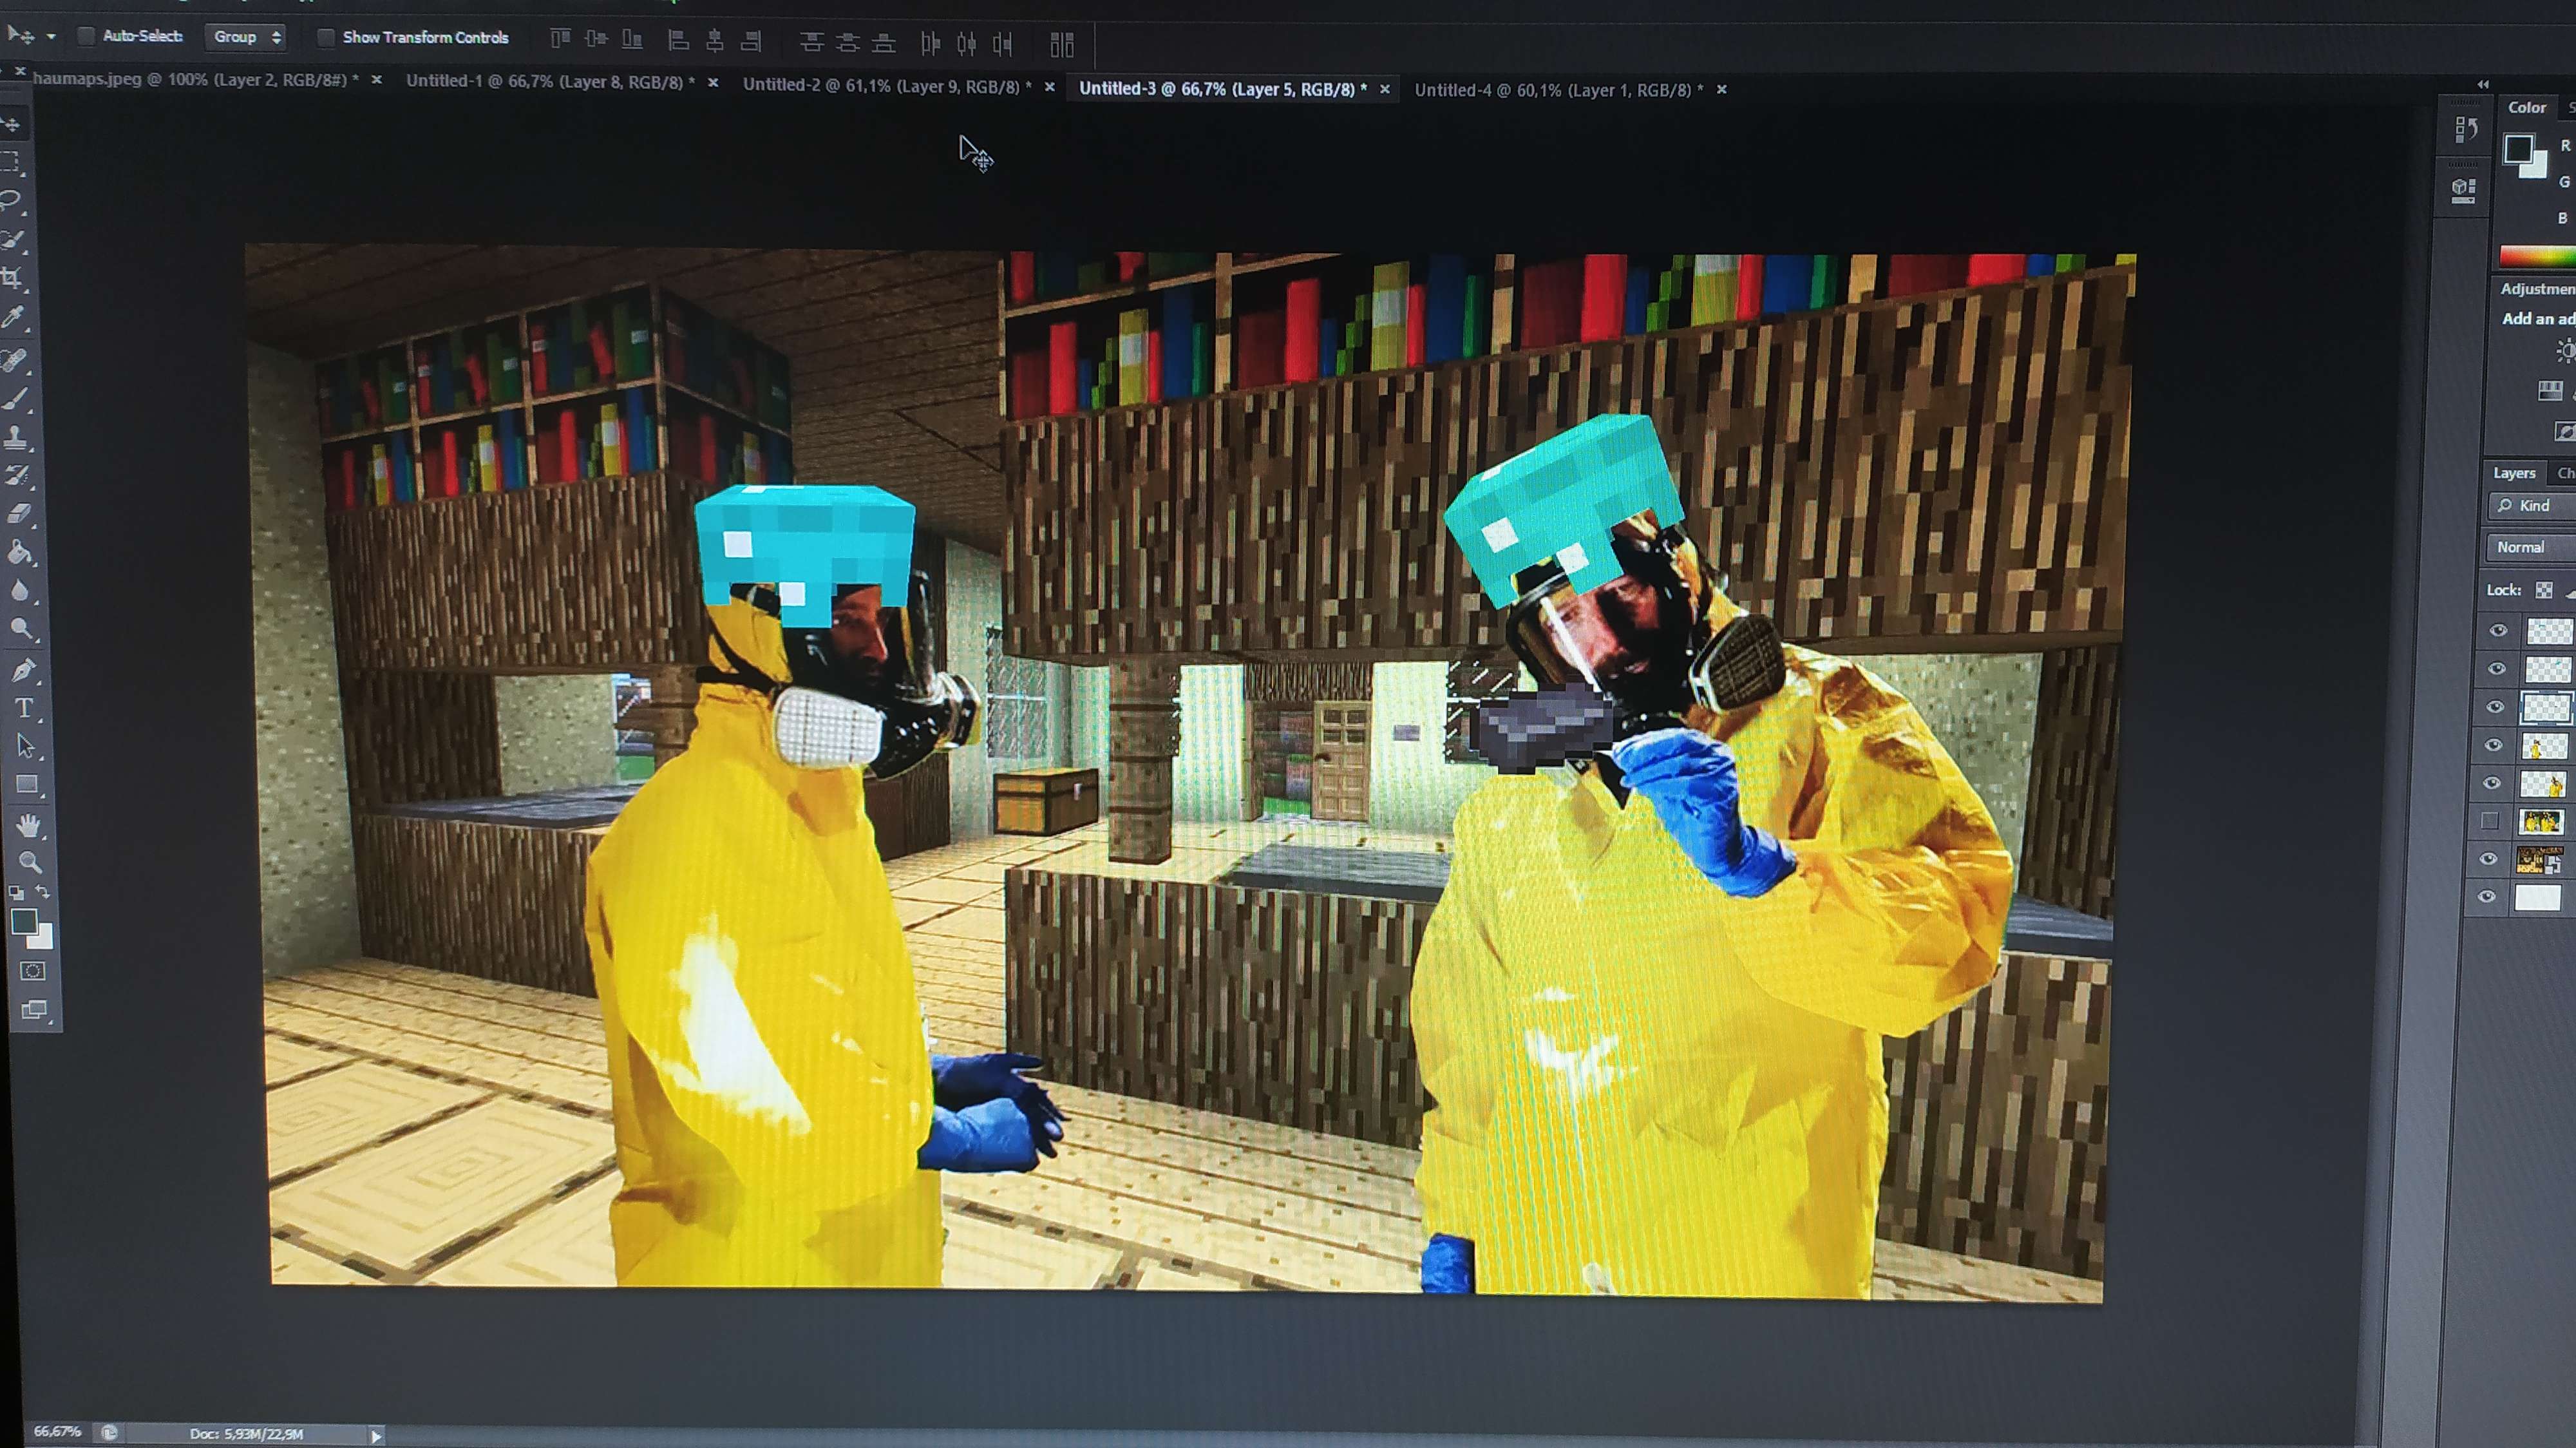 Auto-Select: Group Show Transform Controls
haumaps.jpeg @ 100% (Layer 2, RGB/8#) * Untitled-1 @ 66,7% (Layer 8, RGB/8) * Untitled-2 @ 61,1% (Layer 9, RGB/8) * Untitled-3 @ 66,7% (Layer 5, RGB/8) * Untitled-4 @ 60,1% (Layer 1, RGB/8) *
Color S
R
G
B
Adjustmen
Add an ad
Layers Ch
Kind
Normal
Lock:
T
66,67% Doc: 5,93M/22,9M